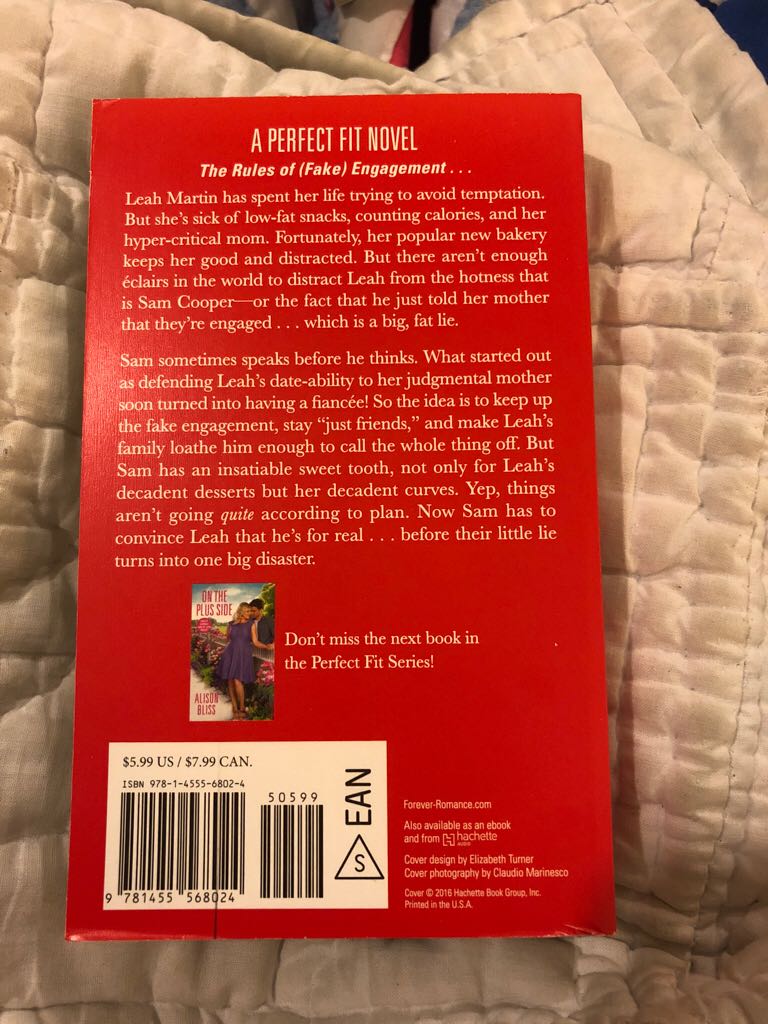 A PERFECT FIT NOVEL
The Rules of (Fake) Engagement . . .
Leah Martin has spent her life trying to avoid temptation.
But she's sick of low-fat snacks, counting calories, and her
hyper-critical mom. Fortunately, her popular new bakery
keeps her good and distracted. But there aren't enough
éclairs in the world to distract Leah from the hotness that
is Sam Cooper—or the fact that he just told her mother
that they're engaged . . . which is a big, fat lie.
Sam sometimes speaks before he thinks. What started out
as defending Leah's date-ability to her judgmental mother
soon turned into having a fiancée! So the idea is to keep up
the fake engagement, stay “just friends,” and make Leah's
family loathe him enough to call the whole thing off. But
Sam has an insatiable sweet tooth, not only for Leah's
decadent desserts but her decadent curves. Yep, things
aren't going quite according to plan. Now Sam has to
convince Leah that he's for real . . . before their little lie
turns into one big disaster.
ON THE
PLUS SIDE
ALISON
BLISS
Don't miss the next book in
the Perfect Fit Series!
$5.99 US / $7.99 CAN.
ISBN 978-1-4555-6802-4
50599
9 781455 568024
EAN
S
Forever-Romance.com
Also available as an ebook
and from hachette
AUDIO
Cover design by Elizabeth Turner
Cover photography by Claudio Marinesco
Cover © 2016 Hachette Book Group, Inc.
Printed in the U.S.A.